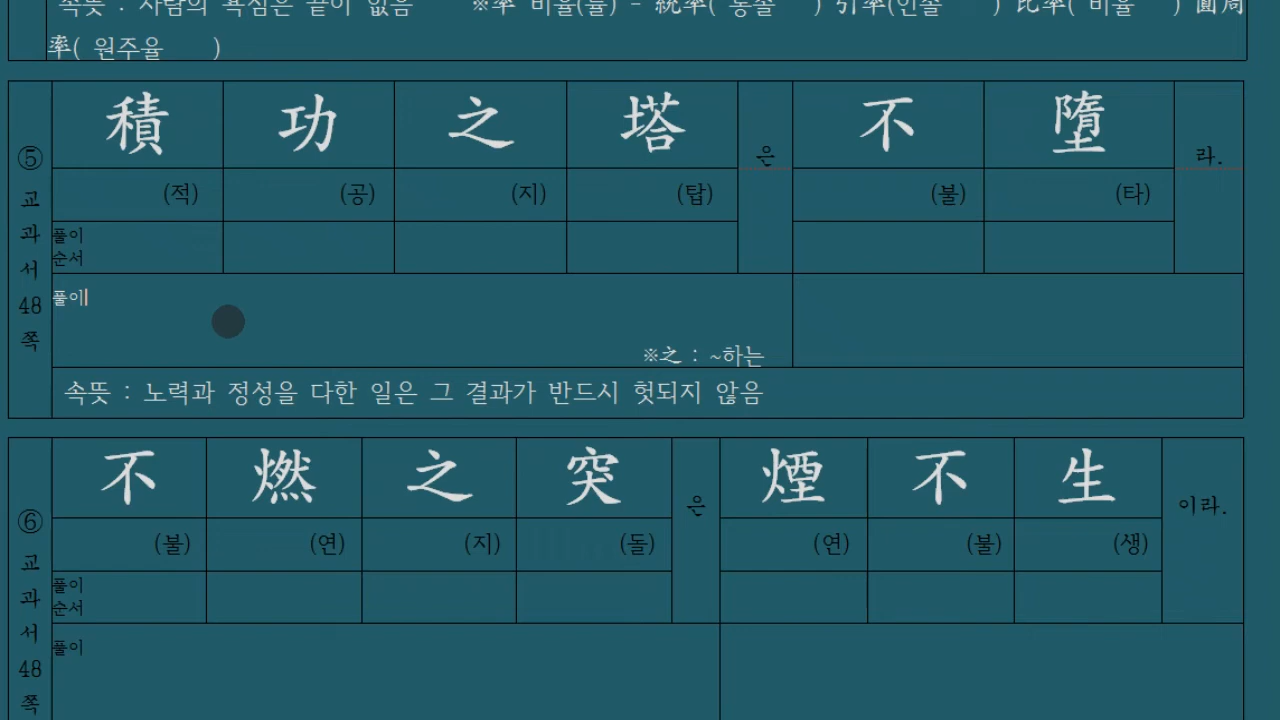 속뜻 : 사람의 욕심은 끝이 없음 ※率 비율(률) - 統率( 통솔 ) 引率(인솔 ) 比率( 비율 ) 圓周
率( 원주율 )
⑤ 교과서 48쪽
積 功 之 塔 은 不 墮 라.
(적) (공) (지) (탑) (불) (타)
풀이
순서
풀이
※之 : ~하는
속뜻 : 노력과 정성을 다한 일은 그 결과가 반드시 헛되지 않음
⑥ 교과서 48쪽
不 燃 之 突 은 煙 不 生 이라.
(불) (연) (지) (돌) (연) (불) (생)
풀이
순서
풀이